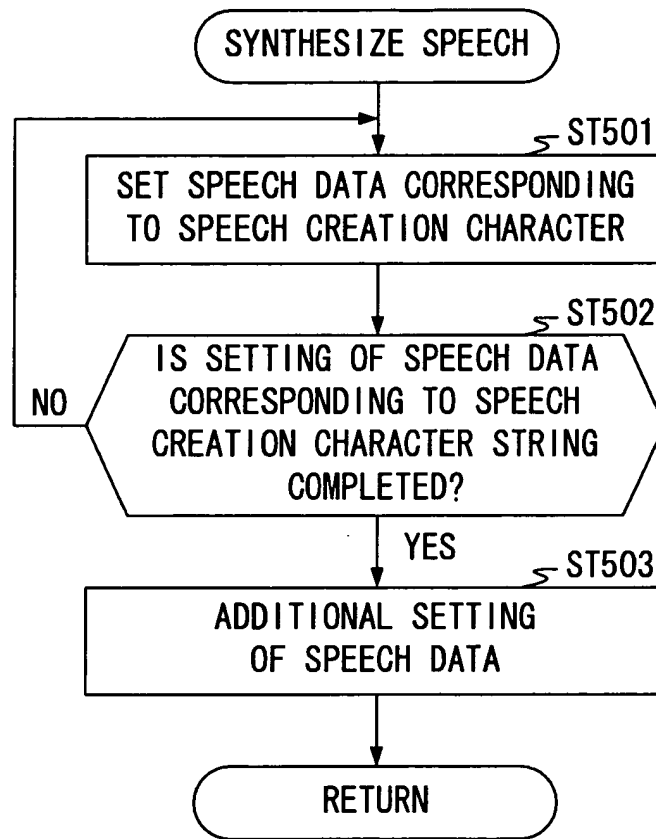 SYNTHESIZE SPEECH
ST501
SET SPEECH DATA CORRESPONDING
TO SPEECH CREATION CHARACTER
ST502
IS SETTING OF SPEECH DATA
CORRESPONDING TO SPEECH
CREATION CHARACTER STRING
COMPLETED?
NO
YES
ST503
ADDITIONAL SETTING
OF SPEECH DATA
RETURN